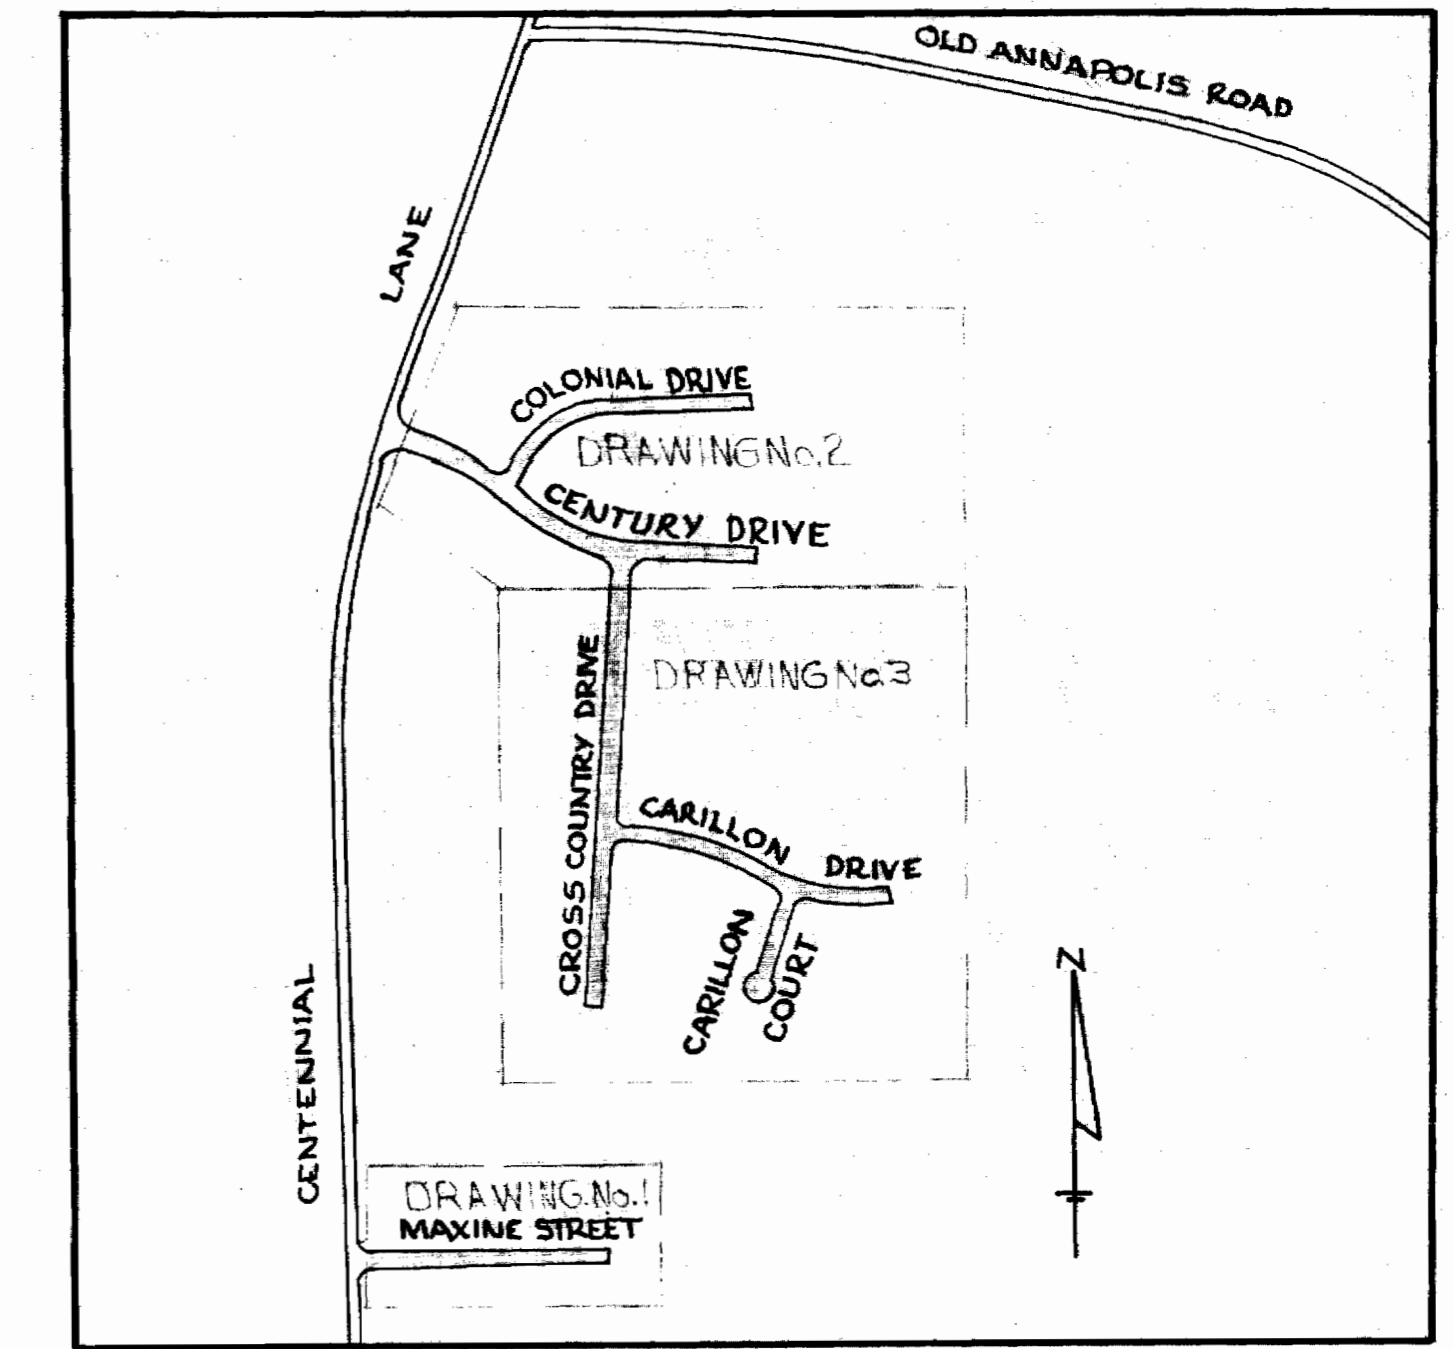 OLD ANNAPOLIS ROAD
LANE
COLONIAL DRIVE
DRAWING No. 2
CENTURY DRIVE
CROSS COUNTRY DRIVE
DRAWING No 3
CARILLON DRIVE
CARILLON
COURT
N
CENTENNIAL
DRAWING No. 1
MAXINE STREET